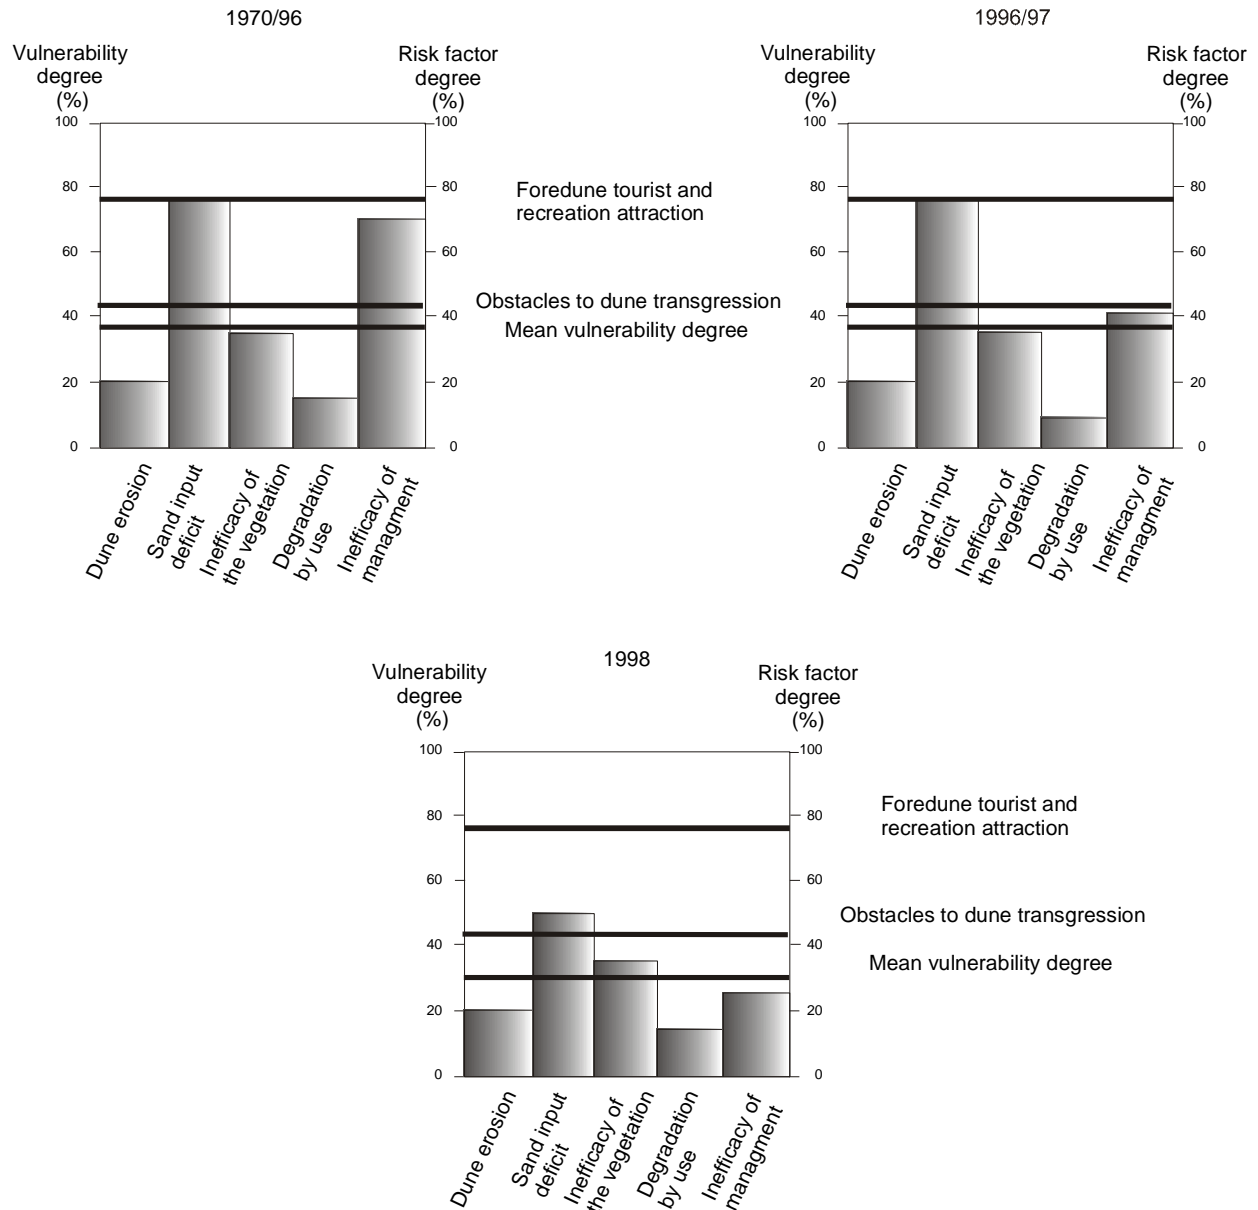 1970/96
Vulnerability
degree
(%)
Risk factor
degree
(%)
100
80
60
40
20
0
100
80
60
40
20
0
Dune erosion
Sand input
deficit
Inefficacy of
the vegetation
Degradation
by use
Inefficacy of
managment
Foredune tourist and
recreation attraction
Obstacles to dune transgression
Mean vulnerability degree
1996/97
Vulnerability
degree
(%)
Risk factor
degree
(%)
100
80
60
40
20
0
100
80
60
40
20
0
Dune erosion
Sand input
deficit
Inefficacy of
the vegetation
Degradation
by use
Inefficacy of
managment
1998
Vulnerability
degree
(%)
Risk factor
degree
(%)
100
80
60
40
20
0
100
80
60
40
20
0
Dune erosion
Sand input
deficit
Inefficacy of
the vegetation
Degradation
by use
Inefficacy of
managment
Foredune tourist and
recreation attraction
Obstacles to dune transgression
Mean vulnerability degree